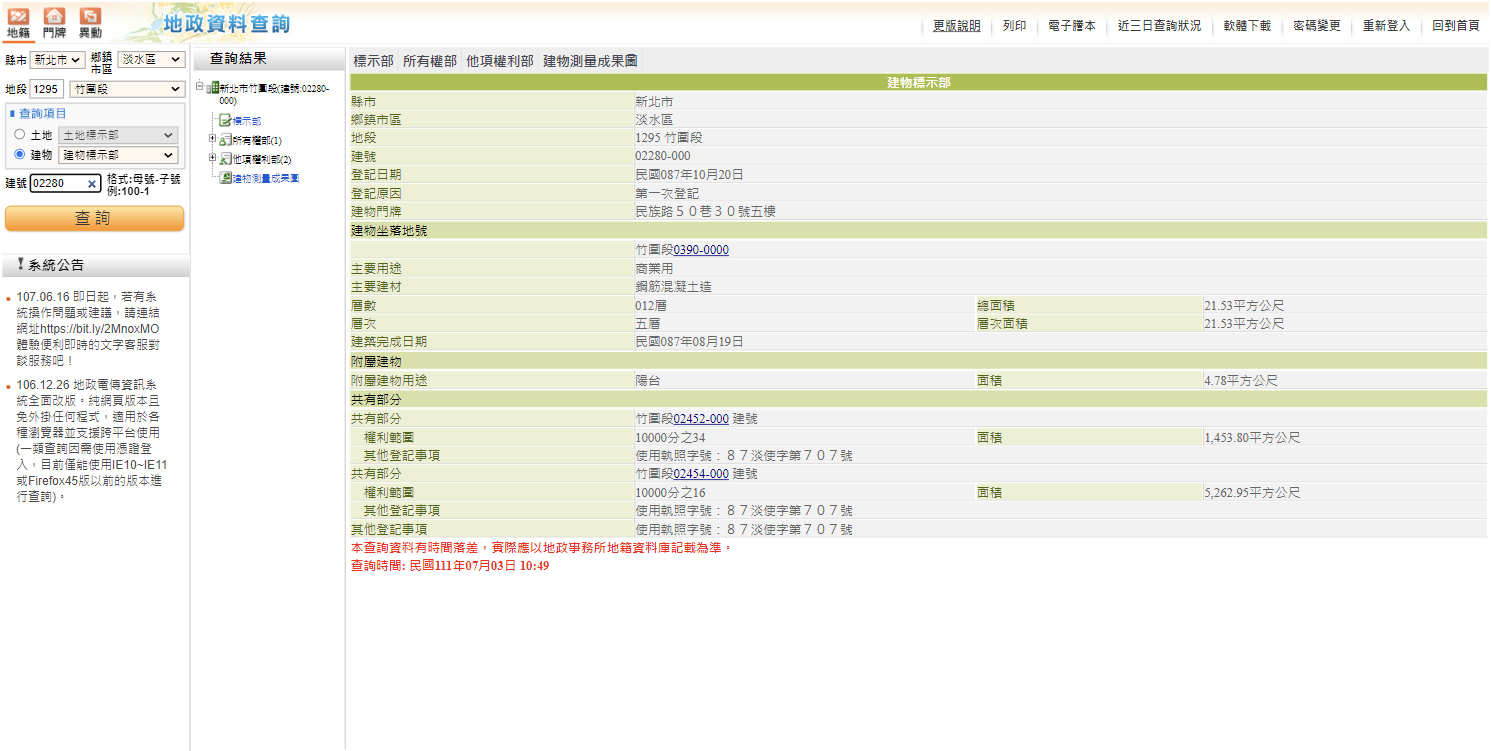 地籍 門牌 異動 地政資料查詢 更版說明 列印 電子謄本 近三日查詢狀況 軟體下載 密碼變更 重新登入 回到首頁
縣市 新北市 鄉鎮市區 淡水區
地段 1295 竹圍段
查詢項目
土地 土地標示部
建物 建物標示部
建號 02280 格式:母號-子號
例:100-1
查 詢
系統公告
107.06.16 即日起，若有系
統操作問題或建議，請連結
網址https://bit.ly/2MnoxMO
體驗便利即時的文字客服對
談服務吧！
106.12.26 地政電傳資訊系
統全面改版。純網頁版本且
免外掛任何程式，適用於各
種瀏覽器並支援跨平台使用
(一類查詢因需使用憑證登
入，目前僅能使用IE10~IE11
或Firefox45版以前的版本進
行查詢)。
查詢結果
新北市竹圍段(建號:02280-
000)
標示部
所有權部(1)
他項權利部(2)
建物測量成果圖
標示部 所有權部 他項權利部 建物測量成果圖
建物標示部
縣市 新北市
鄉鎮市區 淡水區
地段 1295 竹圍段
建號 02280-000
登記日期 民國087年10月20日
登記原因 第一次登記
建物門牌 民族路５０巷３０號五樓
建物坐落地號
竹圍段0390-0000
主要用途 商業用
主要建材 鋼筋混凝土造
層數 012層 總面積 21.53平方公尺
層次 五層 層次面積 21.53平方公尺
建築完成日期 民國087年08月19日
附屬建物
附屬建物用途 陽台 面積 4.78平方公尺
共有部分
共有部分 竹圍段02452-000 建號
權利範圍 10000分之34 面積 1,453.80平方公尺
其他登記事項 使用執照字號：８７淡使字第７０７號
共有部分 竹圍段02454-000 建號
權利範圍 10000分之16 面積 5,262.95平方公尺
其他登記事項 使用執照字號：８７淡使字第７０７號
其他登記事項 使用執照字號：８７淡使字第７０７號
本查詢資料有時間落差，實際應以地政事務所地籍資料庫記載為準。
查詢時間: 民國111年07月03日 10:49